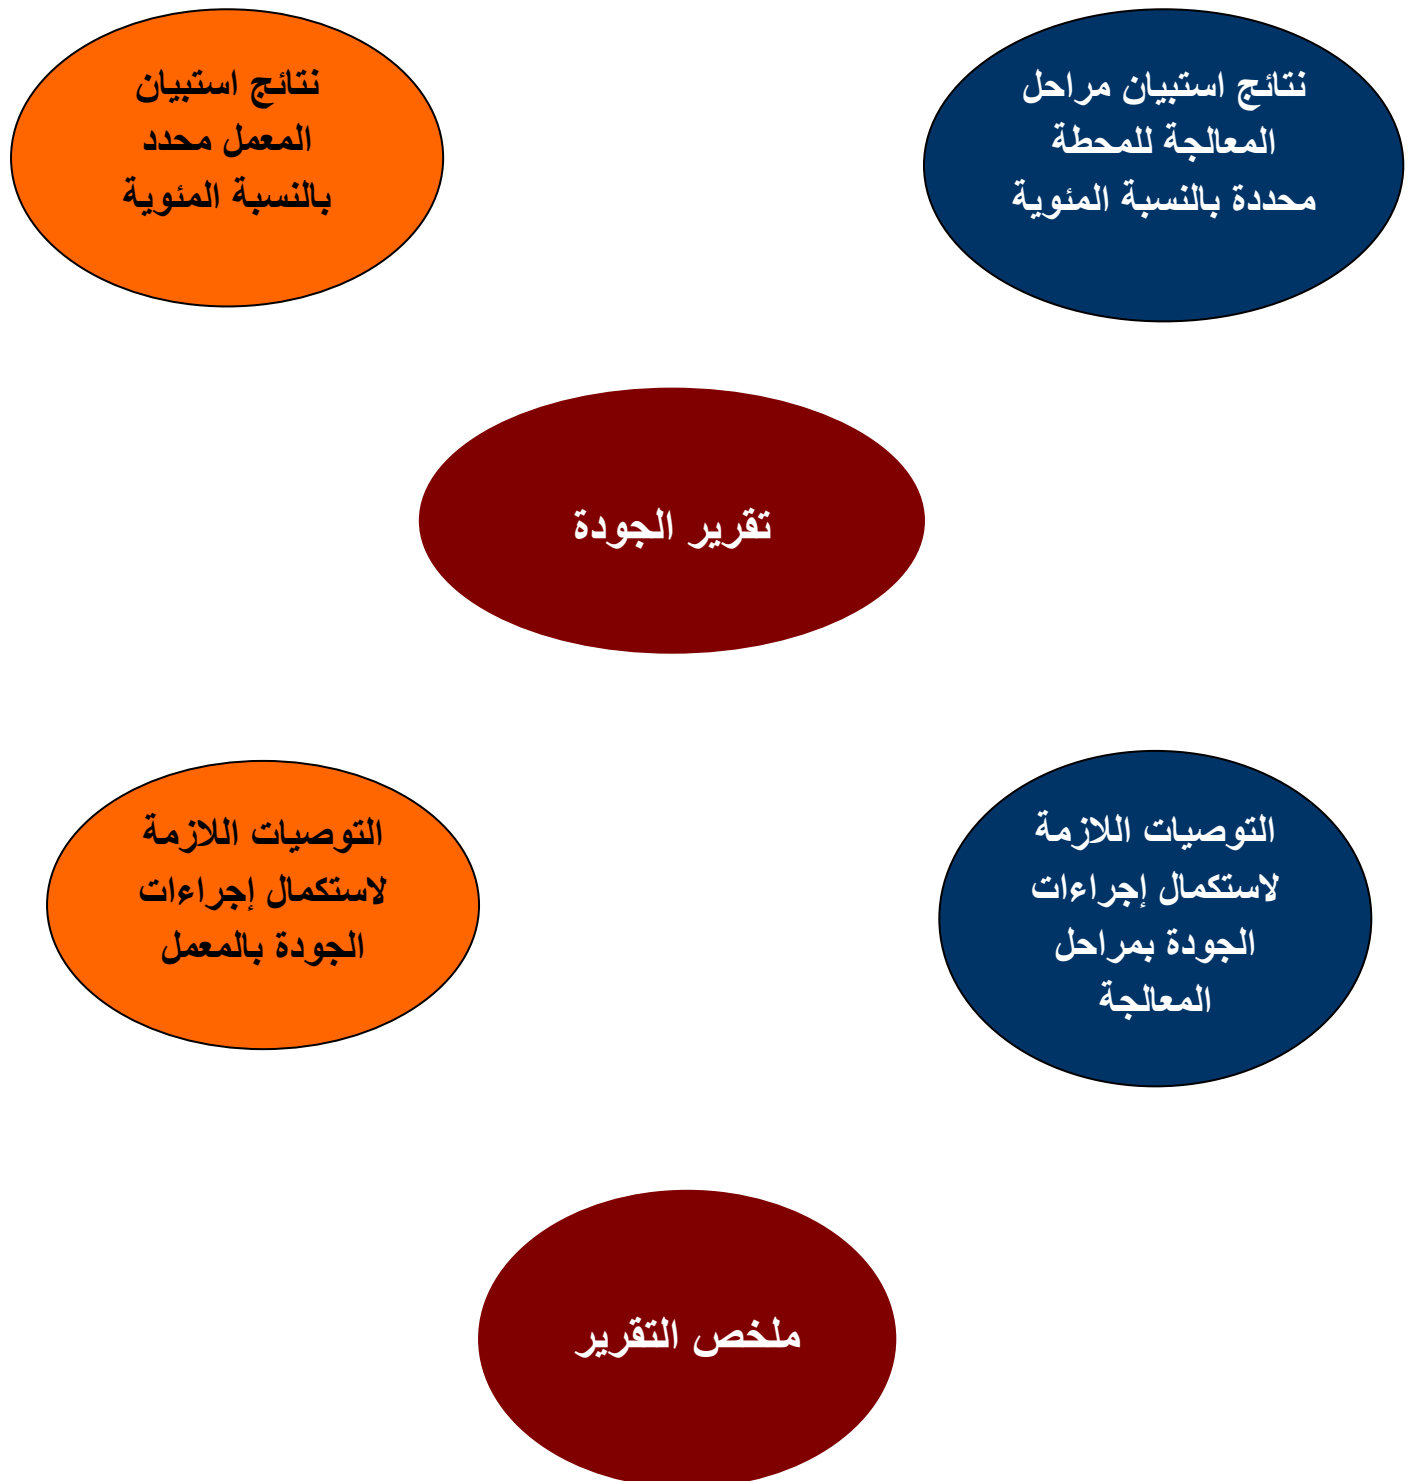 نتائج استبيان مراحل
المعالجة للمحطة
محددة بالنسبة المئوية
نتائج استبيان
المعمل محدد
بالنسبة المئوية
تقرير الجودة
التوصيات اللازمة
لاستكمال إجراءات
الجودة بمراحل
المعالجة
التوصيات اللازمة
لاستكمال إجراءات
الجودة بالمعمل
ملخص التقرير